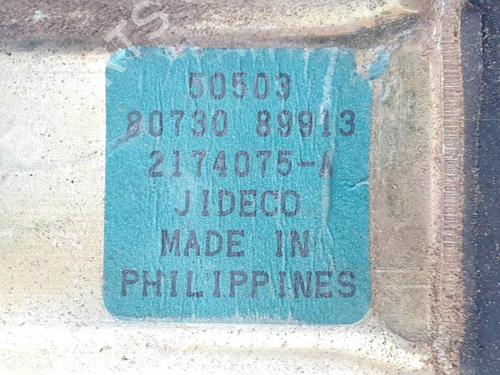 50503
80730 89913
2174075-A
JIDECO
MADE IN
PHILIPPINES